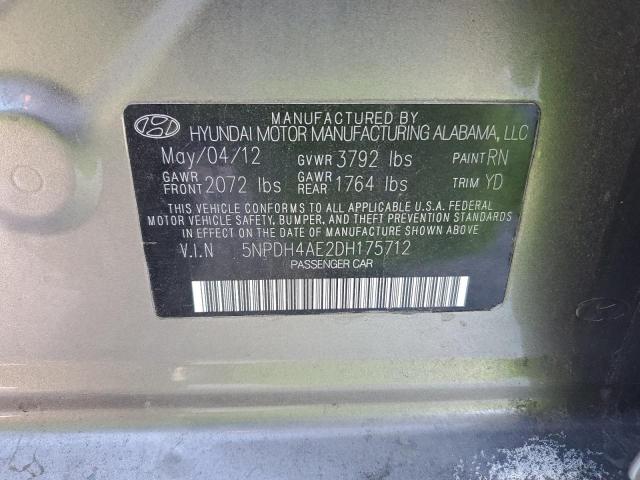 MANUFACTURED BY
HYUNDAI MOTOR MANUFACTURING ALABAMA, LLC
May/04/12 GVWR 3792 lbs PAINT RN
GAWR FRONT 2072 lbs GAWR REAR 1764 lbs TRIM YD
THIS VEHICLE CONFORMS TO ALL APPLICABLE U.S.A. FEDERAL
MOTOR VEHICLE SAFETY, BUMPER, AND THEFT PREVENTION STANDARDS
IN EFFECT ON THE DATE OF MANUFACTURE SHOWN ABOVE.
V.I.N 5NPDH4AE2DH175712
PASSENGER CAR